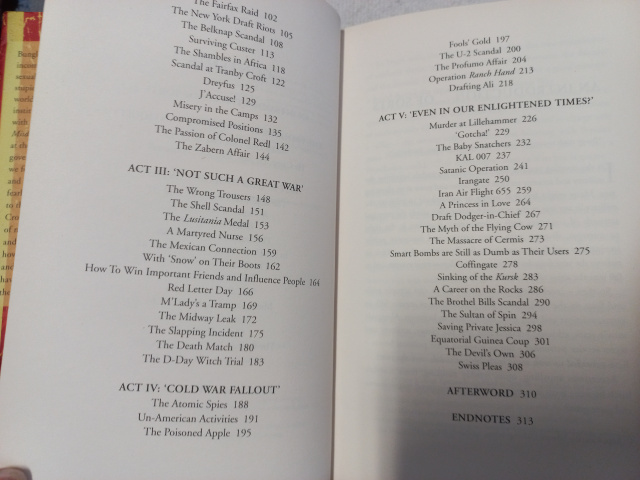 The Fairfax Raid 102
The New York Draft Riots 105
The Belknap Scandal 108
Surviving Custer 113
The Shambles in Africa 118
Scandal at Tranby Croft 122
Dreyfus 125
J'Accuse! 129
Misery in the Camps 132
Compromised Positions 135
The Passion of Colonel Redl 142
The Zabern Affair 144
ACT III: 'NOT SUCH A GREAT WAR'
The Wrong Trousers 148
The Shell Scandal 151
The Lusitania Medal 153
A Martyred Nurse 156
The Mexican Connection 159
With 'Snow' on Their Boots 162
How To Win Important Friends and Influence People 164
Red Letter Day 166
M'Lady's a Tramp 169
The Midway Leak 172
The Slapping Incident 175
The Death Match 180
The D-Day Witch Trial 183
ACT IV: 'COLD WAR FALLOUT'
The Atomic Spies 188
Un-American Activities 191
The Poisoned Apple 195
Fools' Gold 197
The U-2 Scandal 200
The Profumo Affair 204
Operation Ranch Hand 213
Drafting Ali 218
ACT V: 'EVEN IN OUR ENLIGHTENED TIMES?'
Murder at Lillehammer 226
'Gotcha!' 229
The Baby Snatchers 232
KAL 007 237
Satanic Operation 241
Irangate 250
Iran Air Flight 655 259
A Princess in Love 264
Draft Dodger-in-Chief 267
The Myth of the Flying Cow 271
The Massacre of Cermis 273
Smart Bombs are Still as Dumb as Their Users 275
Coffingate 278
Sinking of the Kursk 283
A Career on the Rocks 286
The Brothel Bills Scandal 290
The Sultan of Spin 294
Saving Private Jessica 298
Equatorial Guinea Coup 301
The Devil's Own 306
Swiss Pleas 308
AFTERWORD 310
ENDNOTES 313